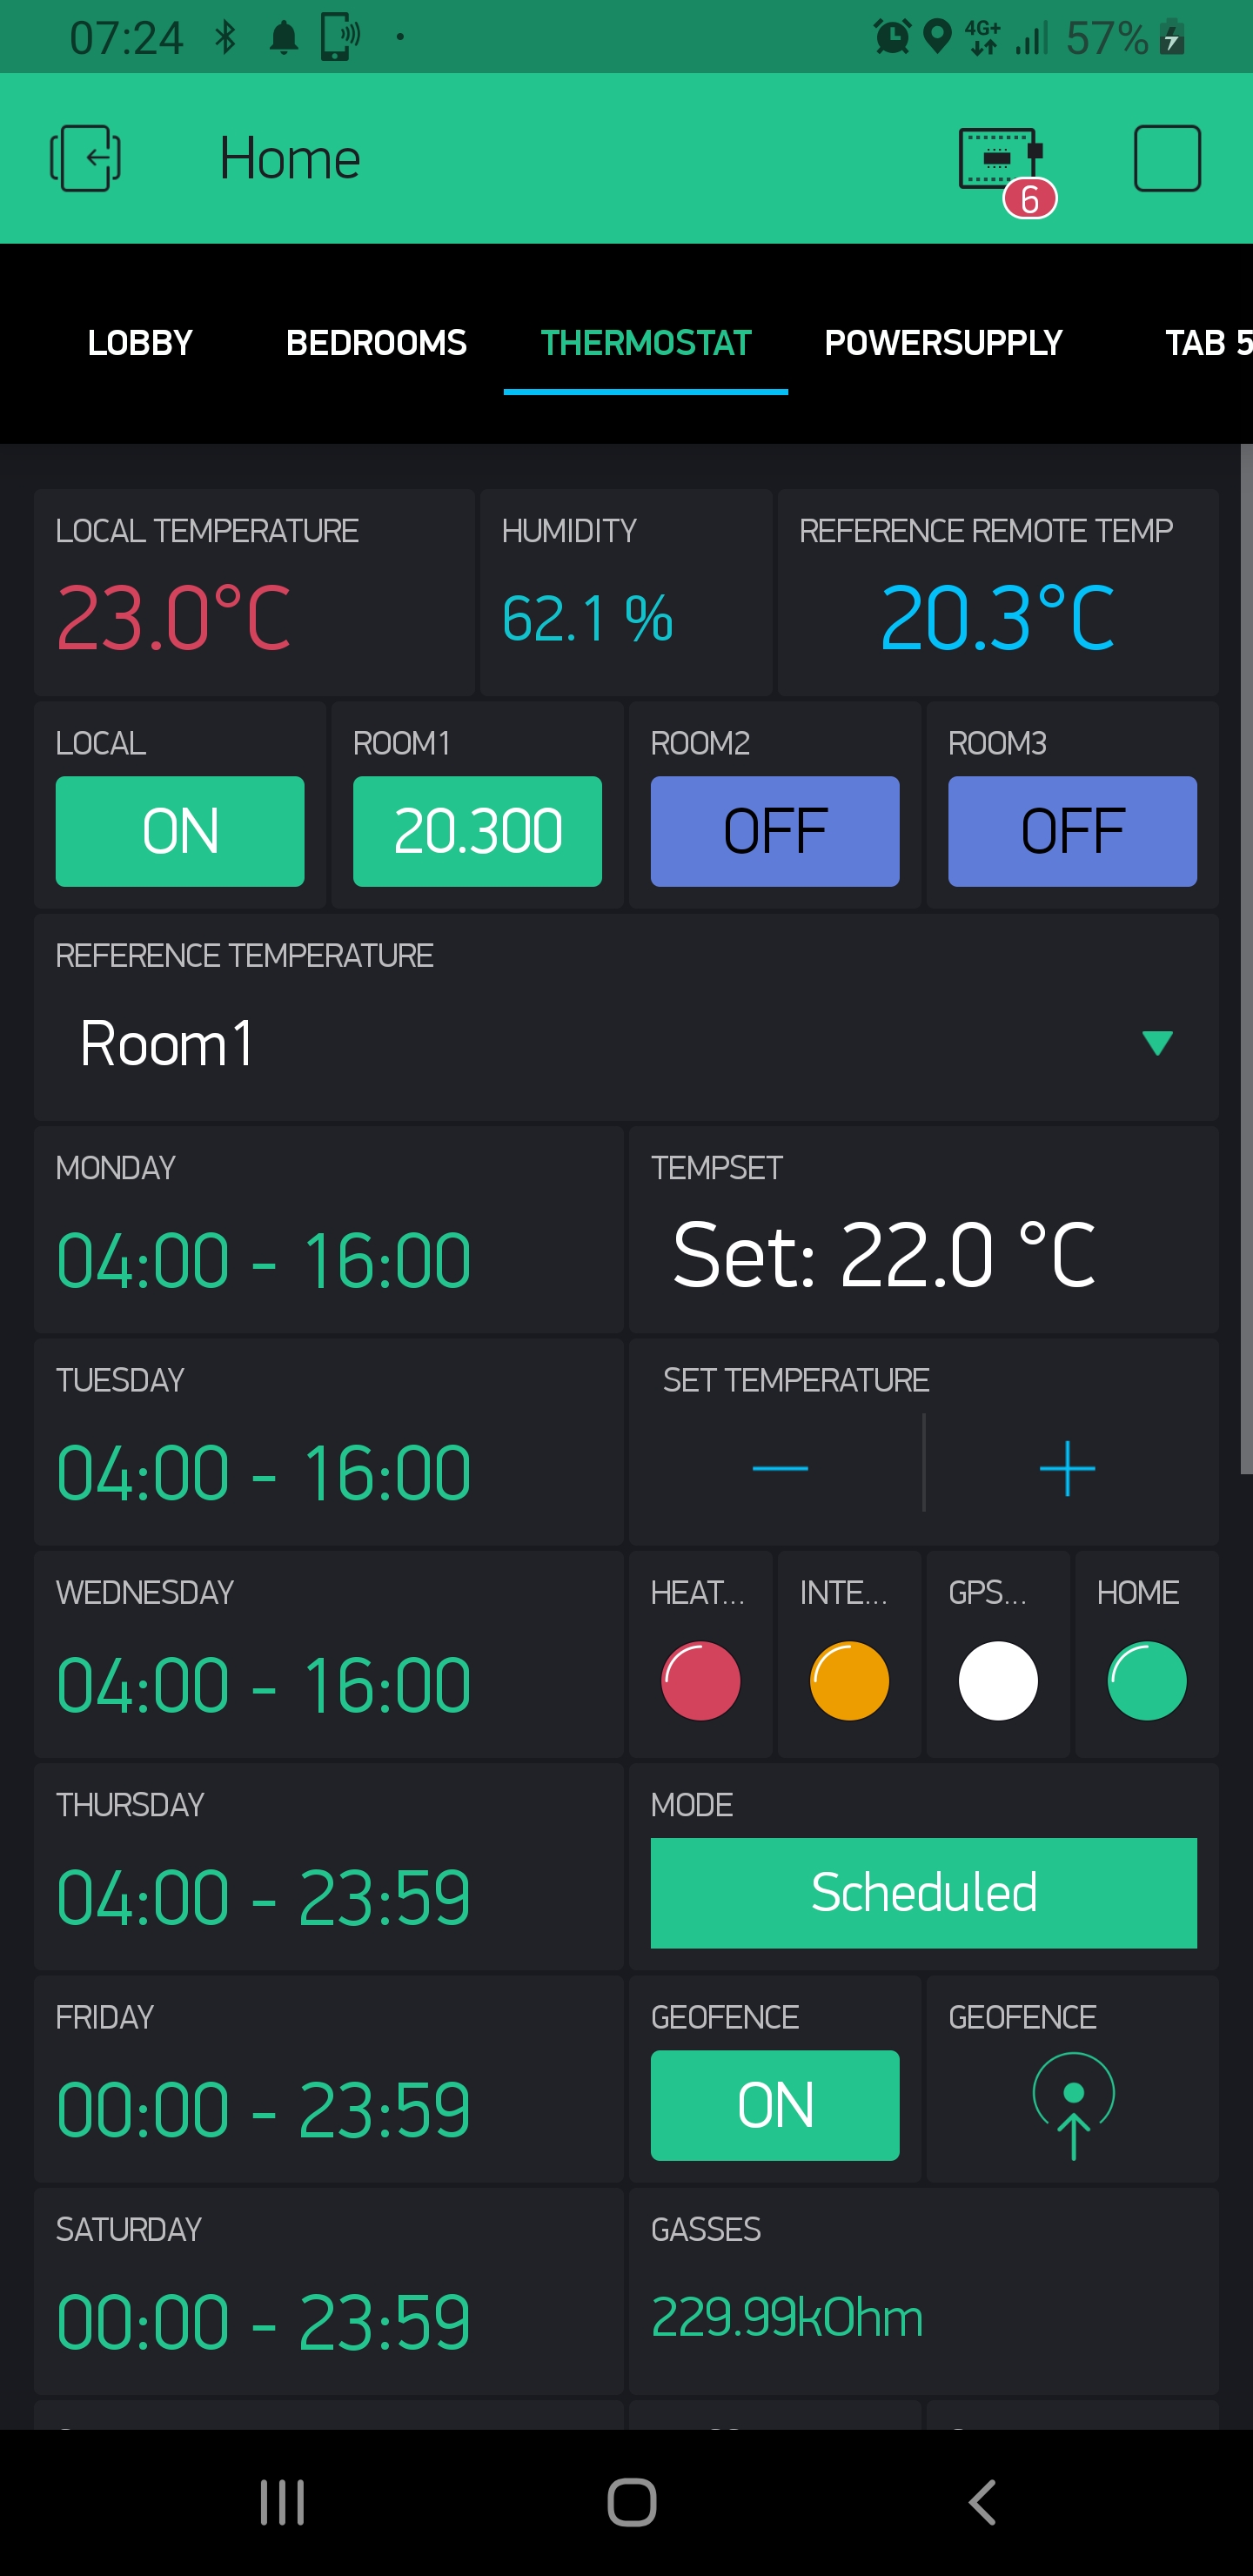 07:24 4G+ 57%
Home 6
LOBBY BEDROOMS THERMOSTAT POWERSUPPLY TAB 5
LOCAL TEMPERATURE HUMIDITY REFERENCE REMOTE TEMP
23.0°C 62.1 % 20.3°C
LOCAL ROOM1 ROOM2 ROOM3
ON 20.300 OFF OFF
REFERENCE TEMPERATURE
Room1
MONDAY TEMPSET
04:00 - 16:00 Set: 22.0 °C
TUESDAY SET TEMPERATURE
04:00 - 16:00 — +
WEDNESDAY HEAT... INTE... GPS... HOME
04:00 - 16:00
THURSDAY MODE
04:00 - 23:59 Scheduled
FRIDAY GEOFENCE GEOFENCE
00:00 - 23:59 ON
SATURDAY GASSES
00:00 - 23:59 229.99kOhm